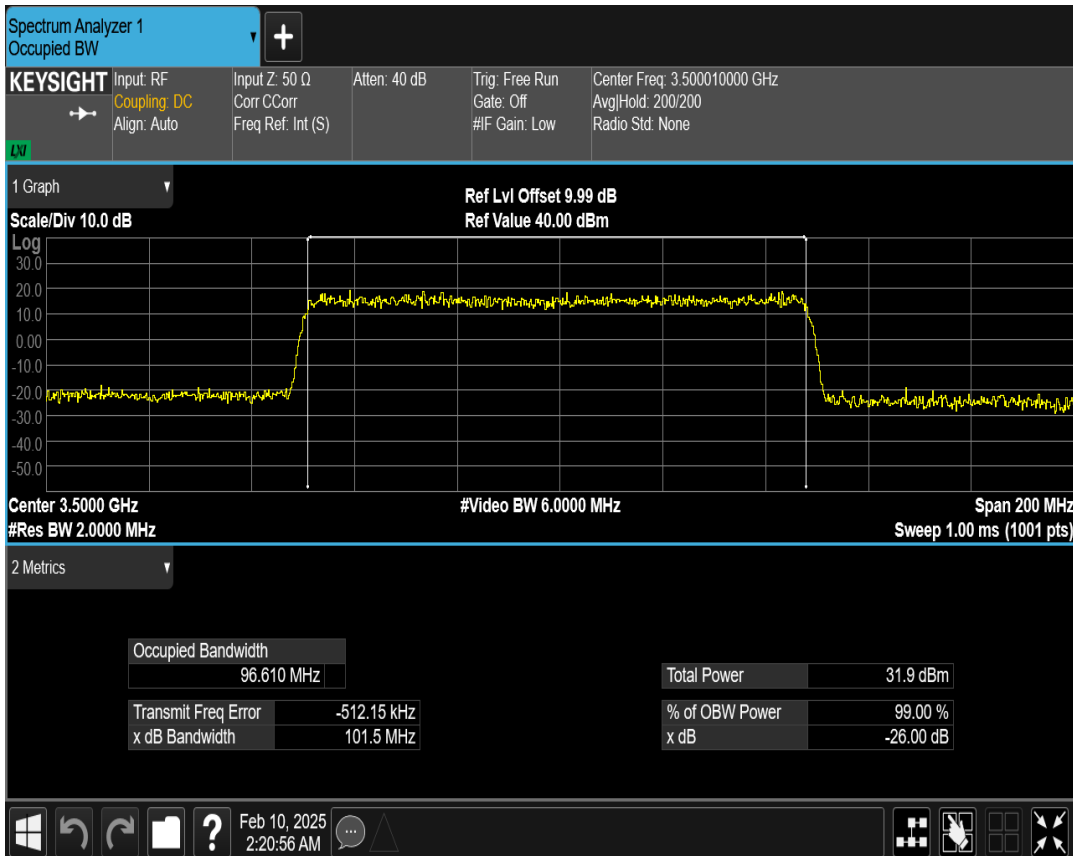 Spectrum Analyzer 1
Occupied BW
KEYSIGHT
LXI
Input: RF
Coupling: DC
Align: Auto
Input Z: 50 Ω
Corr CCorr
Freq Ref: Int (S)
Atten: 40 dB
Trig: Free Run
Gate: Off
#IF Gain: Low
Center Freq: 3.500010000 GHz
Avg|Hold: 200/200
Radio Std: None
1 Graph
Scale/Div 10.0 dB
Ref Lvl Offset 9.99 dB
Ref Value 40.00 dBm
Log
30.0
20.0
10.0
0.00
-10.0
-20.0
-30.0
-40.0
-50.0
Center 3.5000 GHz
#Video BW 6.0000 MHz
Span 200 MHz
#Res BW 2.0000 MHz
Sweep 1.00 ms (1001 pts)
2 Metrics
Occupied Bandwidth
96.610 MHz
Total Power 31.9 dBm
Transmit Freq Error -512.15 kHz
% of OBW Power 99.00 %
x dB Bandwidth 101.5 MHz
x dB -26.00 dB
Feb 10, 2025
2:20:56 AM